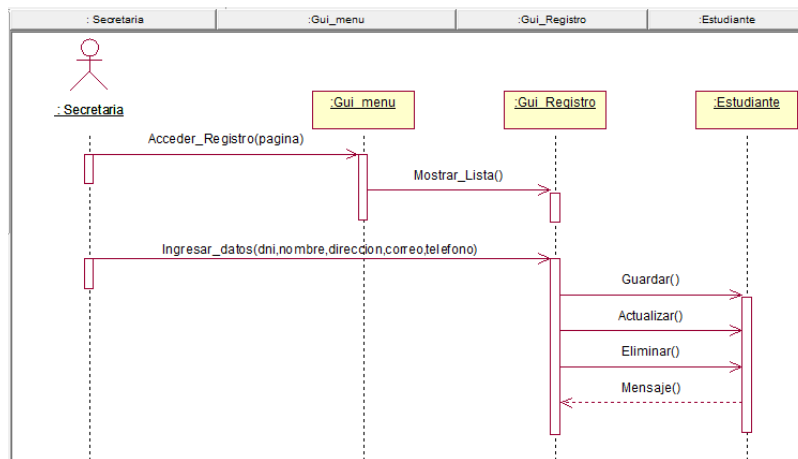 : Secretaria
:Gui_menu
:Gui_Registro
:Estudiante
: Secretaria
:Gui_menu
:Gui_Registro
:Estudiante
Acceder_Registro(pagina)
Mostrar_Lista()
Ingresar_datos(dni,nombre,direccion,correo,telefono)
Guardar()
Actualizar()
Eliminar()
Mensaje()